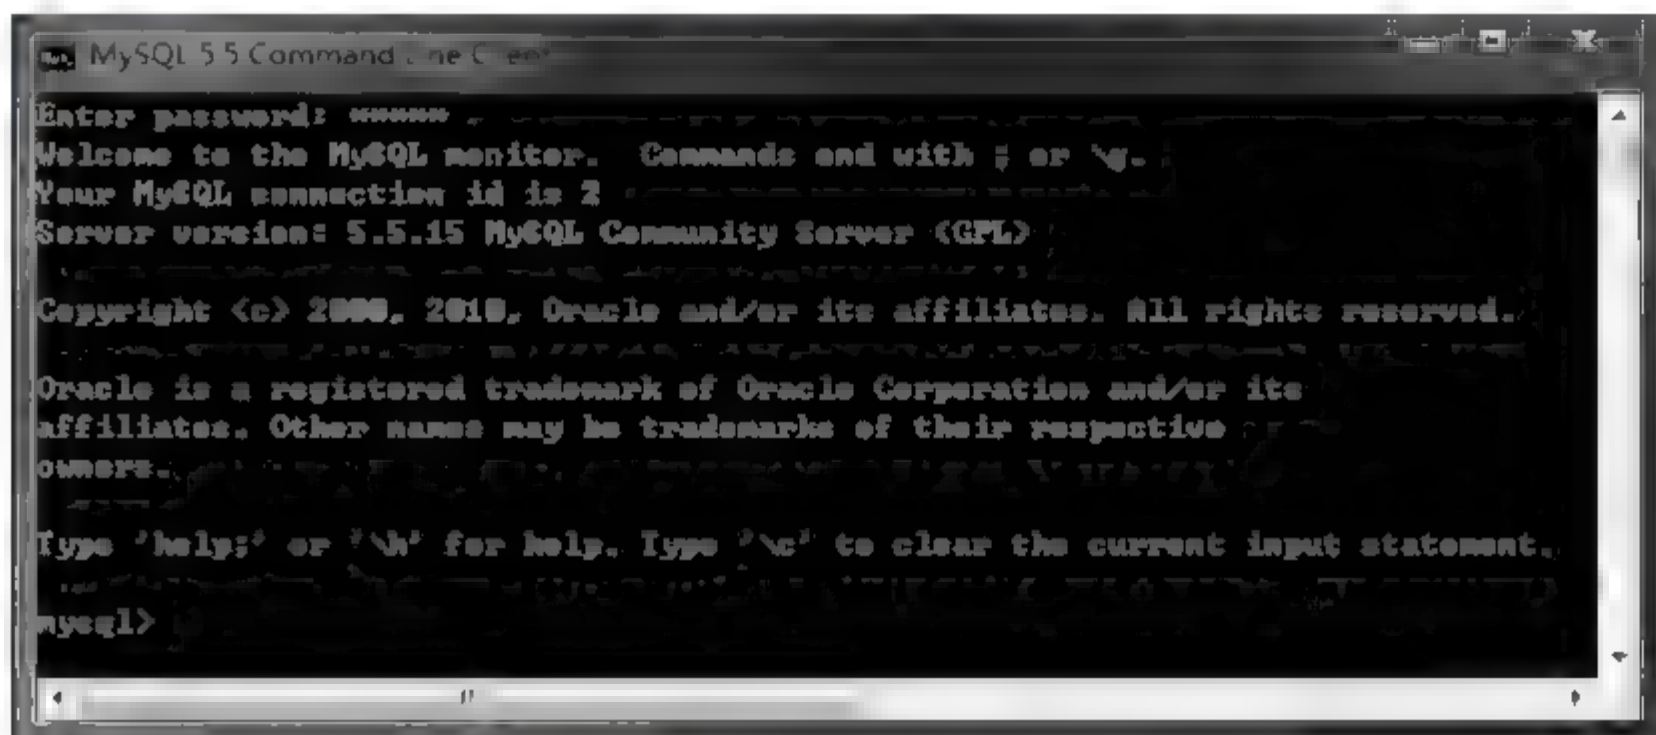 MySQL 5.5 Command Line Client
Enter password: *****
Welcome to the MySQL monitor.  Commands end with ; or \g.
Your MySQL connection id is 2
Server version: 5.5.15 MySQL Community Server (GPL)
Copyright (c) 2000, 2010, Oracle and/or its affiliates. All rights reserved.
Oracle is a registered trademark of Oracle Corporation and/or its
affiliates. Other names may be trademarks of their respective
owners.
Type 'help;' or '\h' for help. Type '\c' to clear the current input statement.
mysql>